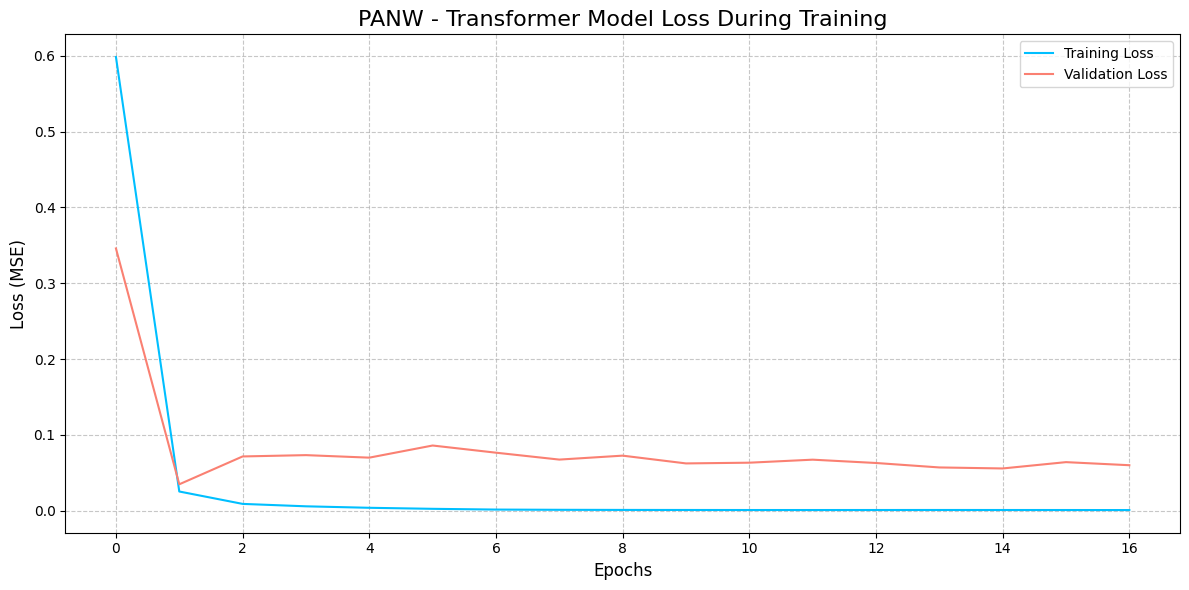 PANW - Transformer Model Loss During Training
Training Loss
Validation Loss
Loss (MSE)
0.6
0.5
0.4
0.3
0.2
0.1
0.0
0 2 4 6 8 10 12 14 16
Epochs